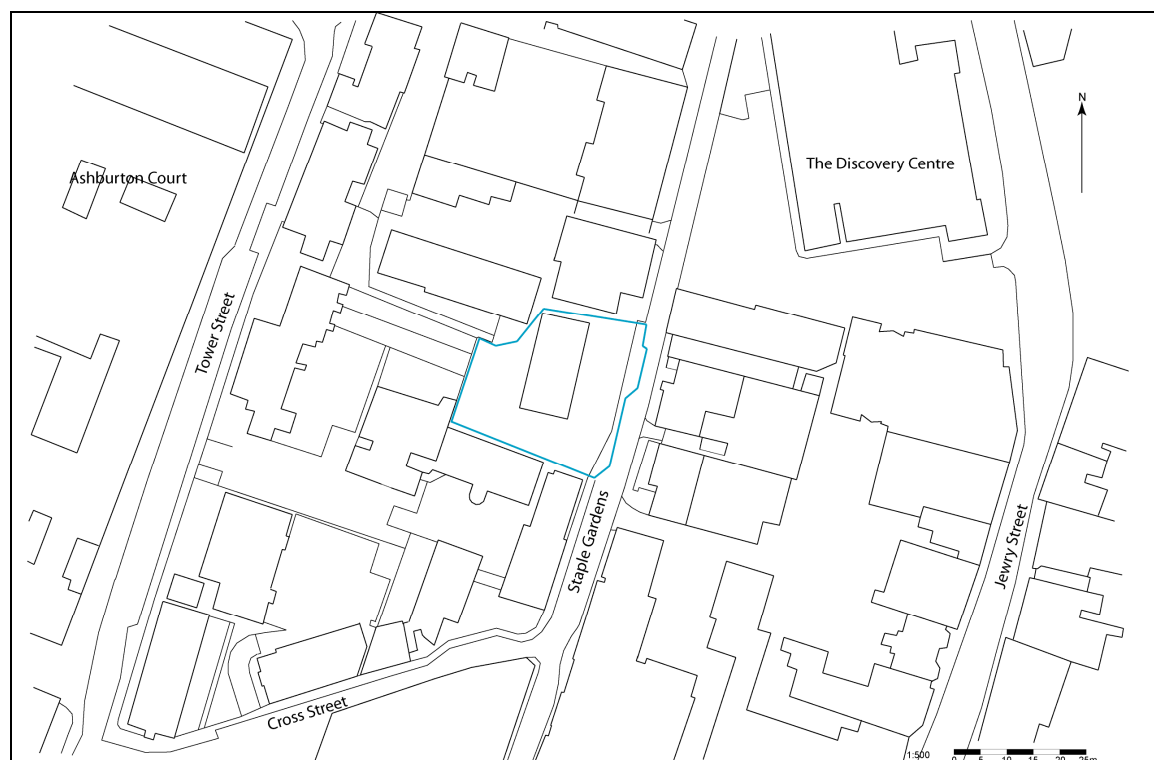 N
The Discovery Centre
Ashburton Court
Tower Street
Staple Gardens
Jewry Street
Cross Street
1:500
0 5 10 15 20 25m